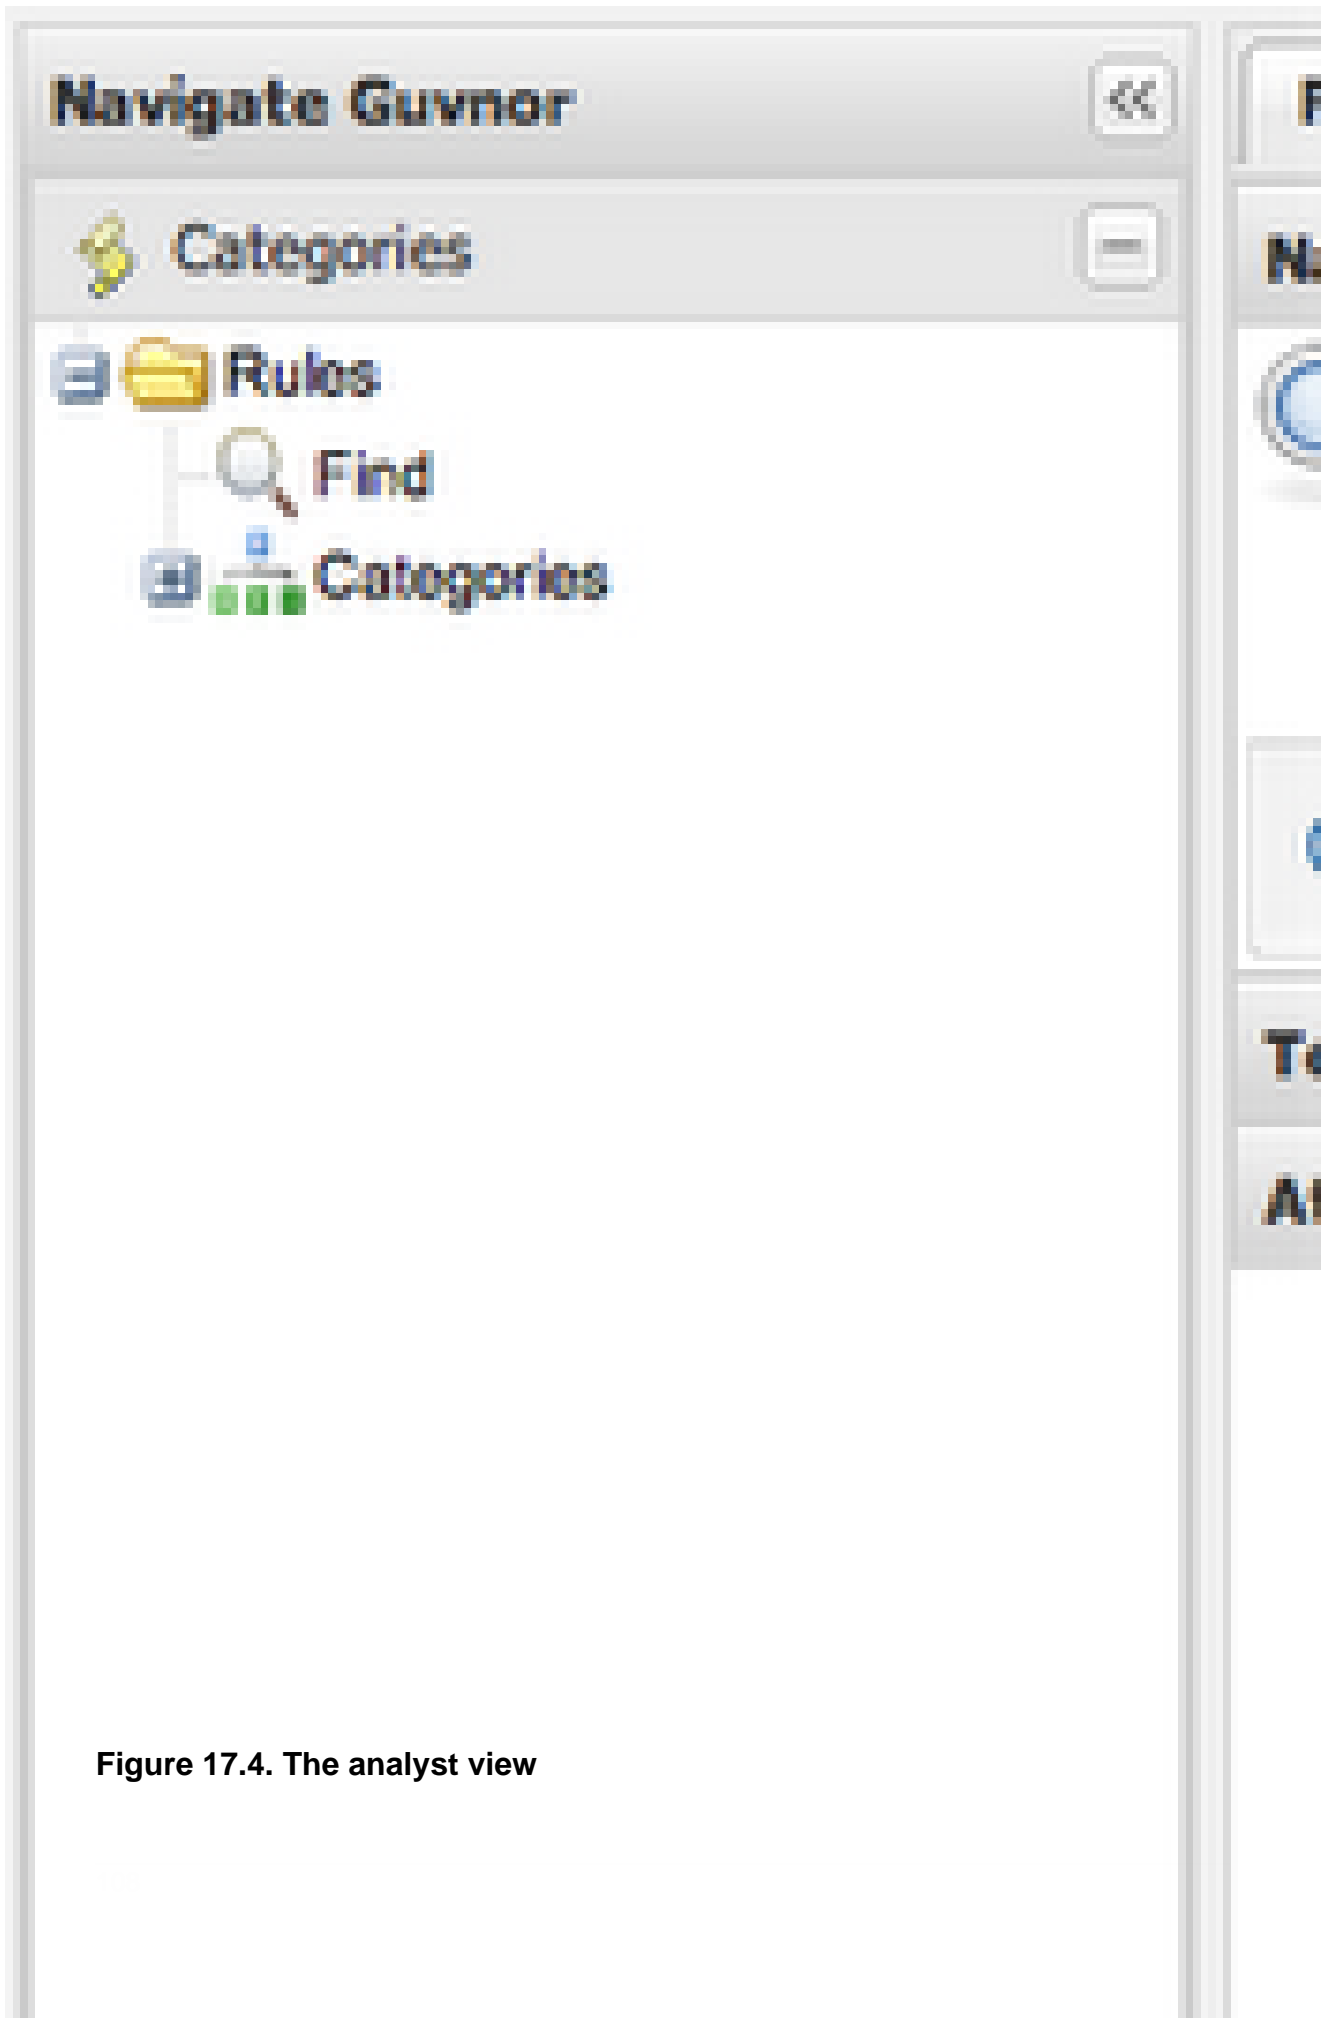 Navigate Guvnor
Categories
Rules
Find
Categories
Figure 17.4. The analyst view